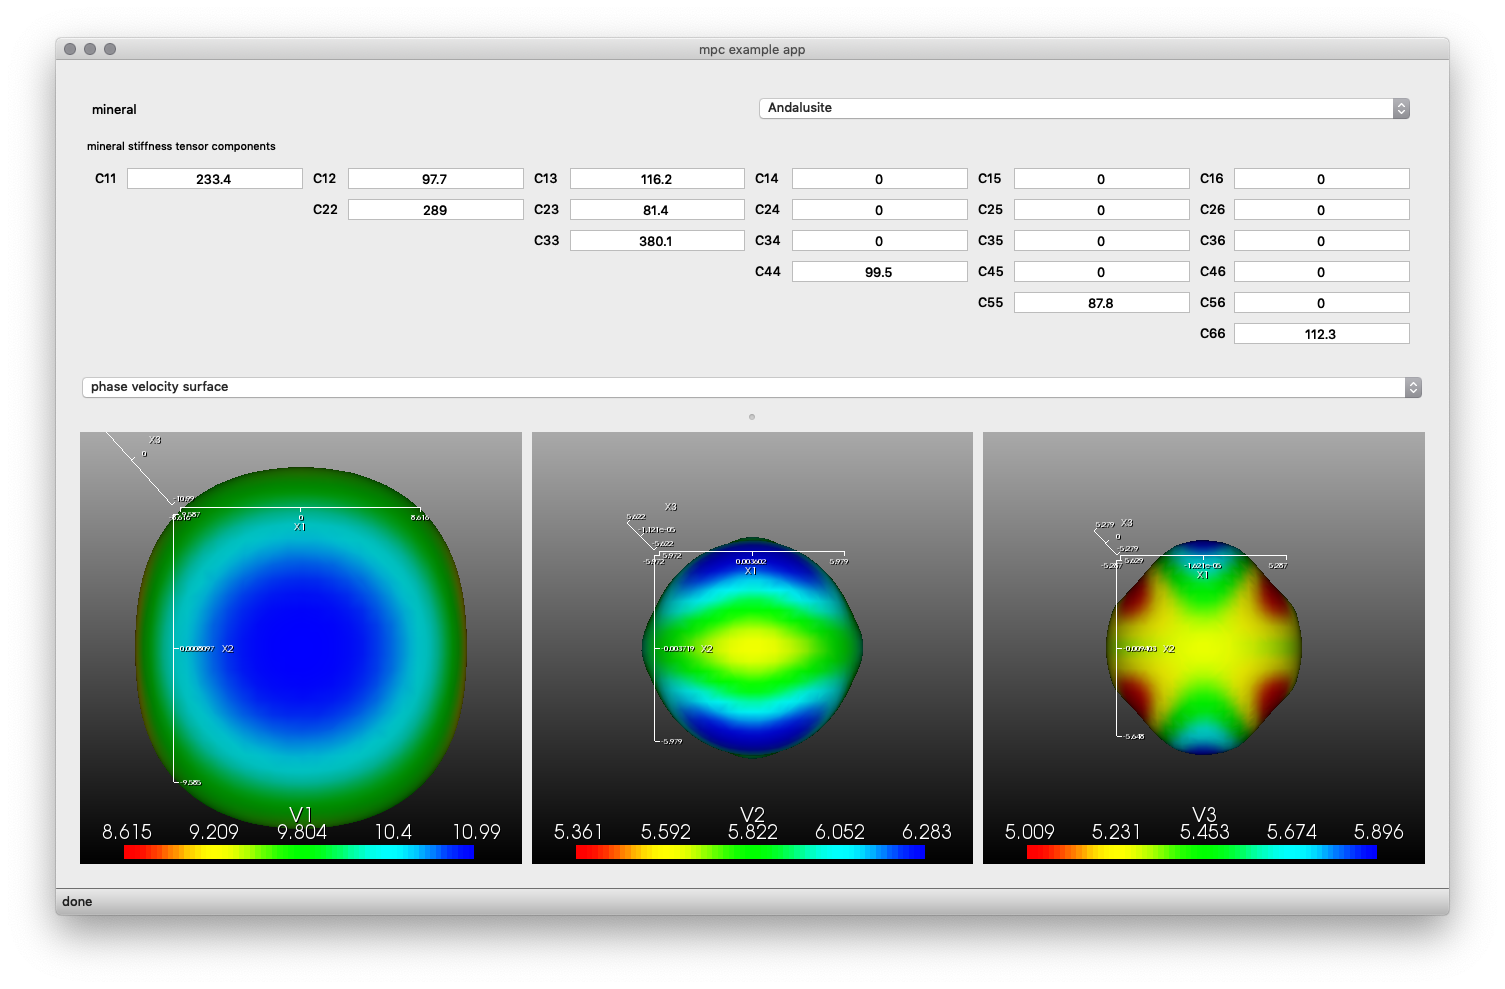 mpc example app
mineral Andalusite
mineral stiffness tensor components
C11 233.4 C12 97.7 C13 116.2 C14 0 C15 0 C16 0
C22 289 C23 81.4 C24 0 C25 0 C26 0
C33 380.1 C34 0 C35 0 C36 0
C44 99.5 C45 0 C46 0
C55 87.8 C56 0
C66 112.3
phase velocity surface
X3
0
-10.99
-9.587
0
8.616
X1
-0.0008097 X2
-9.585
V1
8.615 9.209 9.804 10.4 10.99
X3
5.622
-1.121e-05
-5.622
-5.972
0.003602
5.979
X1
-0.003719 X2
-5.979
V2
5.361 5.592 5.822 6.052 6.283
X3
5.279
0
-5.279
-5.629
-1.621e-05
5.287
X1
-0.009403 X2
-5.648
V3
5.009 5.231 5.453 5.674 5.896
done